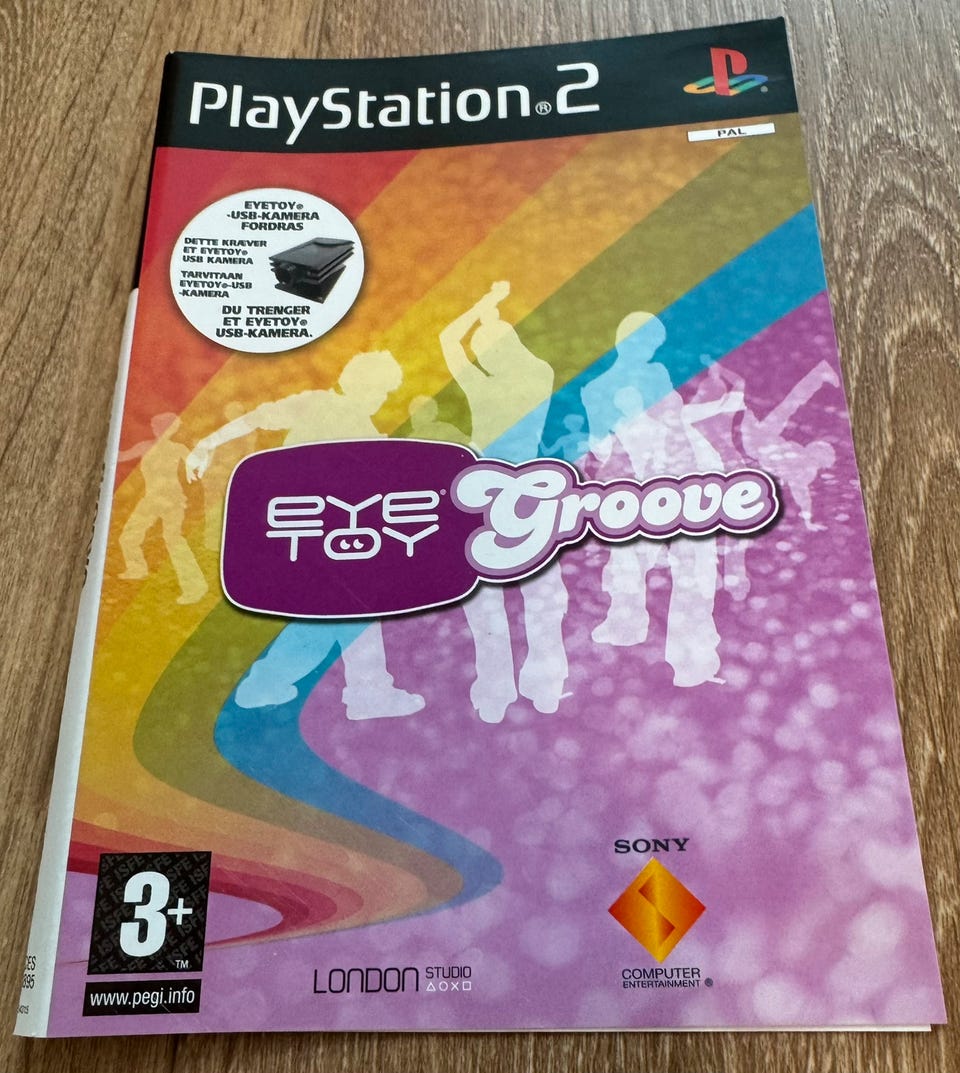 PlayStation®2
PAL
EYETOY®
-USB-KAMERA
FORDRAS
DETTE KRÆVER
ET EYETOY®
USB KAMERA
TARVITAAN
EYETOY®-USB
-KAMERA
DU TRENGER
ET EYETOY®
USB-KAMERA.
EYE
TOY®
Groove
3+
TM
www.pegi.info
LONDON STUDIO
SONY
COMPUTER
ENTERTAINMENT®